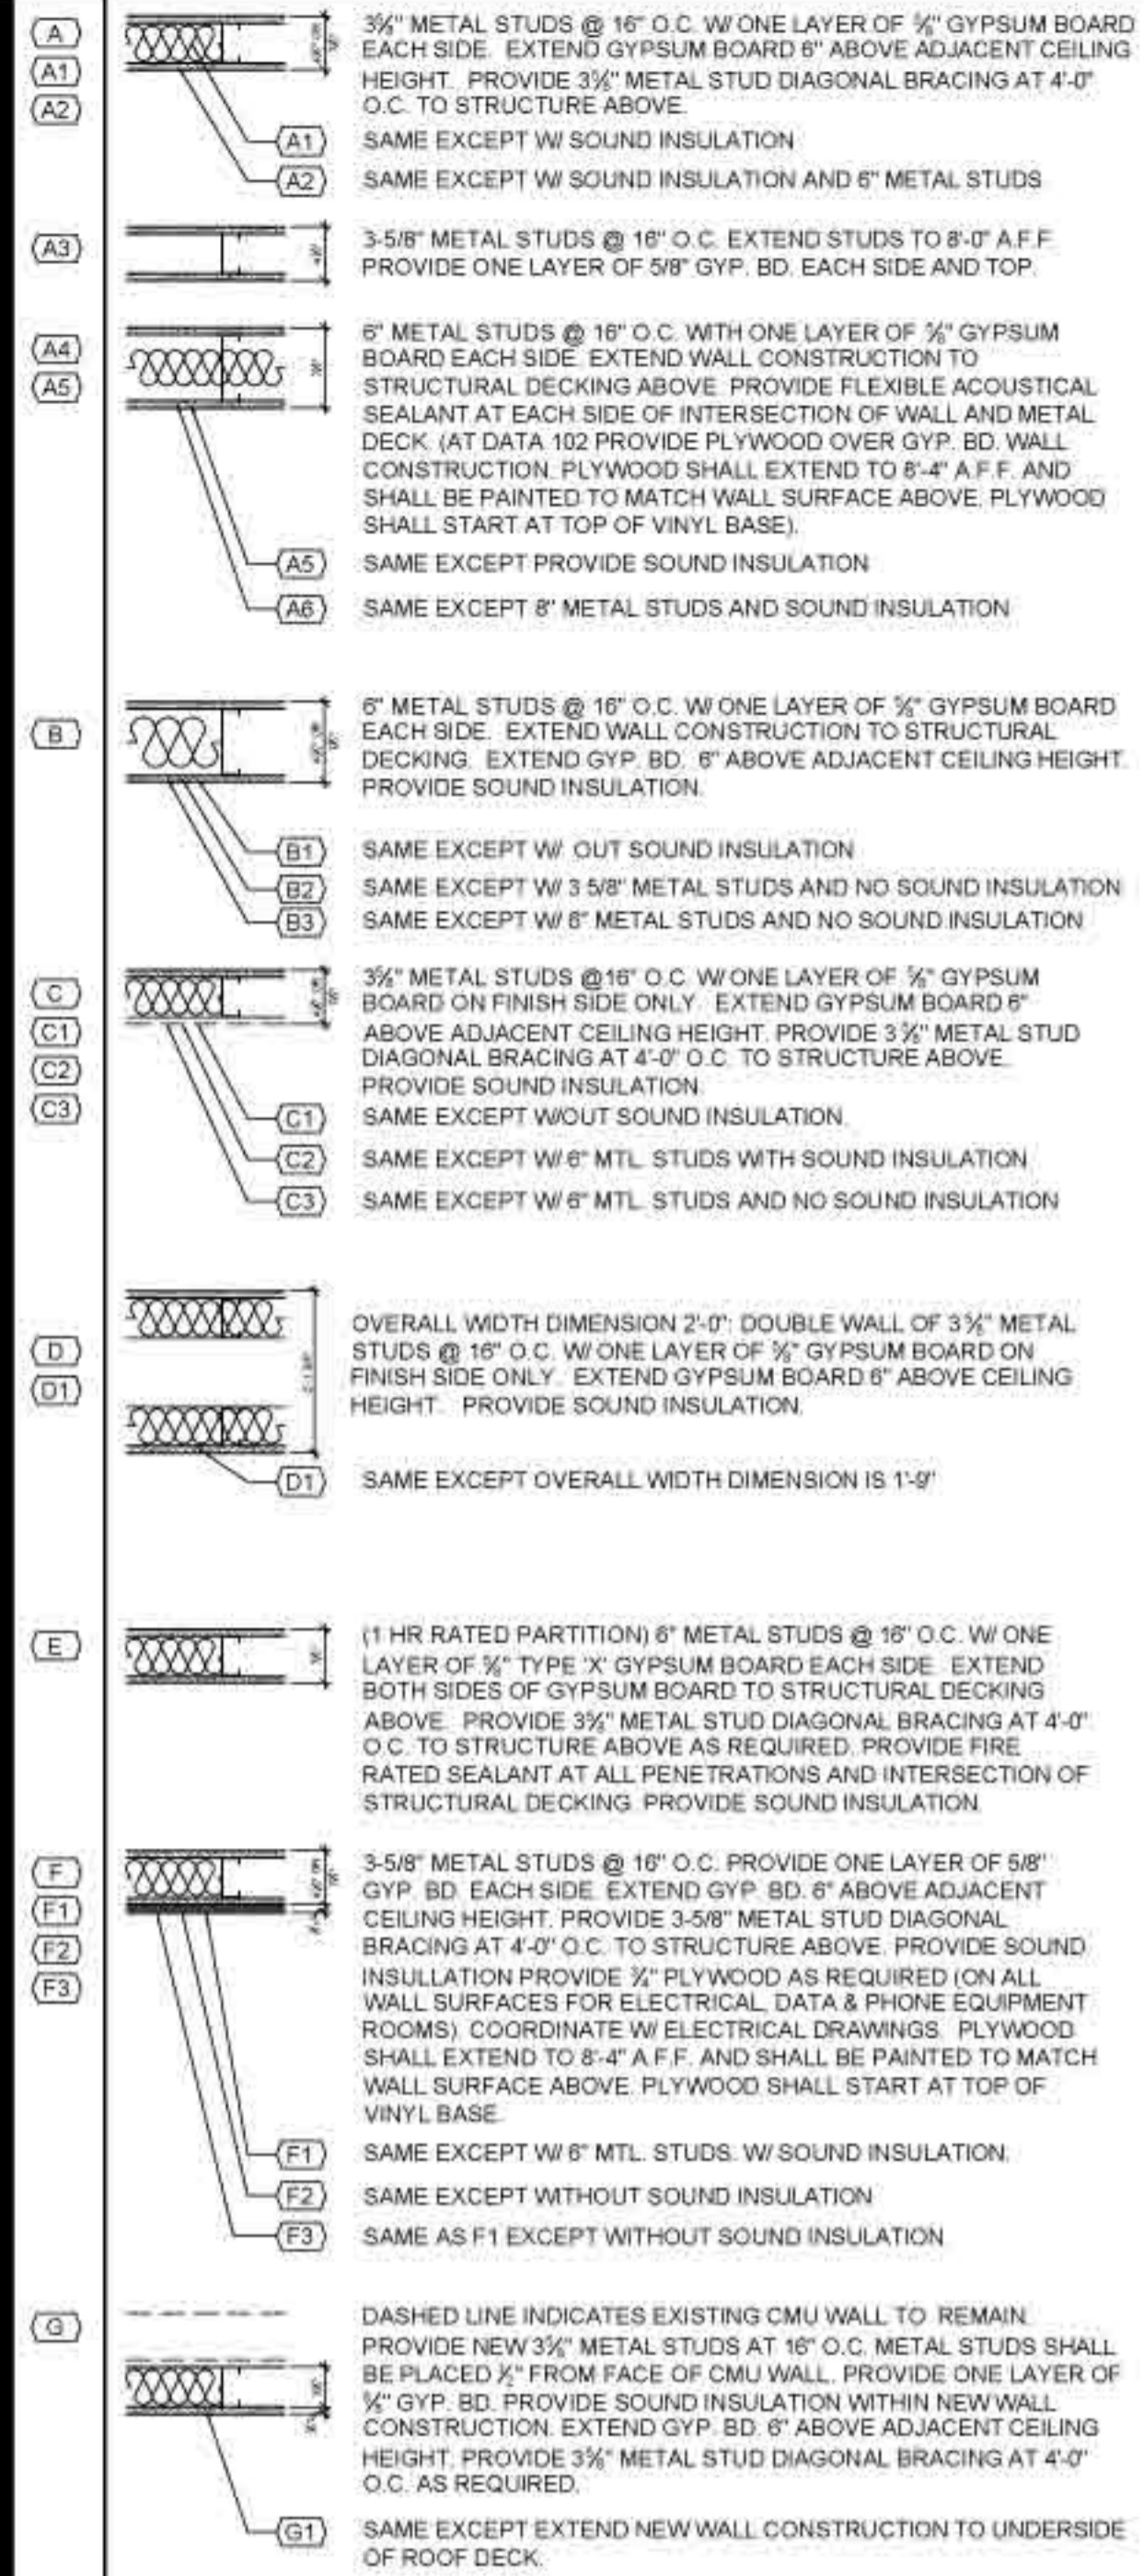 A
A1
A2
3⅝" METAL STUDS @ 16" O.C. W/ ONE LAYER OF ⅝" GYPSUM BOARD
EACH SIDE. EXTEND GYPSUM BOARD 6" ABOVE ADJACENT CEILING
HEIGHT. PROVIDE 3⅝" METAL STUD DIAGONAL BRACING AT 4'-0"
O.C. TO STRUCTURE ABOVE.
A1 SAME EXCEPT W/ SOUND INSULATION
A2 SAME EXCEPT W/ SOUND INSULATION AND 6" METAL STUDS
A3
3-5/8" METAL STUDS @ 16" O.C. EXTEND STUDS TO 8'-0" A.F.F.
PROVIDE ONE LAYER OF 5/8" GYP. BD. EACH SIDE AND TOP.
A4
A5
6" METAL STUDS @ 16" O.C. WITH ONE LAYER OF ⅝" GYPSUM
BOARD EACH SIDE. EXTEND WALL CONSTRUCTION TO
STRUCTURAL DECKING ABOVE. PROVIDE FLEXIBLE ACOUSTICAL
SEALANT AT EACH SIDE OF INTERSECTION OF WALL AND METAL
DECK. (AT DATA 102 PROVIDE PLYWOOD OVER GYP. BD. WALL
CONSTRUCTION. PLYWOOD SHALL EXTEND TO 8'-4" A.F.F. AND
SHALL BE PAINTED TO MATCH WALL SURFACE ABOVE. PLYWOOD
SHALL START AT TOP OF VINYL BASE).
A5 SAME EXCEPT PROVIDE SOUND INSULATION
A6 SAME EXCEPT 8" METAL STUDS AND SOUND INSULATION
B
6" METAL STUDS @ 16" O.C. W/ ONE LAYER OF ⅝" GYPSUM BOARD
EACH SIDE. EXTEND WALL CONSTRUCTION TO STRUCTURAL
DECKING. EXTEND GYP. BD. 6" ABOVE ADJACENT CEILING HEIGHT.
PROVIDE SOUND INSULATION.
B1 SAME EXCEPT W/ OUT SOUND INSULATION
B2 SAME EXCEPT W/ 3 5/8" METAL STUDS AND NO SOUND INSULATION
B3 SAME EXCEPT W/ 6" METAL STUDS AND NO SOUND INSULATION
C
C1
C2
C3
3⅝" METAL STUDS @16" O.C. W/ ONE LAYER OF ⅝" GYPSUM
BOARD ON FINISH SIDE ONLY. EXTEND GYPSUM BOARD 6"
ABOVE ADJACENT CEILING HEIGHT. PROVIDE 3 ⅝" METAL STUD
DIAGONAL BRACING AT 4'-0" O.C. TO STRUCTURE ABOVE.
PROVIDE SOUND INSULATION.
C1 SAME EXCEPT W/OUT SOUND INSULATION.
C2 SAME EXCEPT W/ 6" MTL. STUDS WITH SOUND INSULATION
C3 SAME EXCEPT W/ 6" MTL. STUDS AND NO SOUND INSULATION
D
D1
OVERALL WIDTH DIMENSION 2'-0": DOUBLE WALL OF 3 ⅝" METAL
STUDS @ 16" O.C. W/ ONE LAYER OF ⅝" GYPSUM BOARD ON
FINISH SIDE ONLY. EXTEND GYPSUM BOARD 6" ABOVE CEILING
HEIGHT. PROVIDE SOUND INSULATION.
D1 SAME EXCEPT OVERALL WIDTH DIMENSION IS 1'-9"
E
(1 HR RATED PARTITION) 6" METAL STUDS @ 16" O.C. W/ ONE
LAYER OF ⅝" TYPE 'X' GYPSUM BOARD EACH SIDE. EXTEND
BOTH SIDES OF GYPSUM BOARD TO STRUCTURAL DECKING
ABOVE. PROVIDE 3⅝" METAL STUD DIAGONAL BRACING AT 4'-0"
O.C. TO STRUCTURE ABOVE AS REQUIRED. PROVIDE FIRE
RATED SEALANT AT ALL PENETRATIONS AND INTERSECTION OF
STRUCTURAL DECKING. PROVIDE SOUND INSULATION.
F
F1
F2
F3
3-5/8" METAL STUDS @ 16" O.C. PROVIDE ONE LAYER OF 5/8"
GYP. BD. EACH SIDE. EXTEND GYP. BD. 6" ABOVE ADJACENT
CEILING HEIGHT. PROVIDE 3-5/8" METAL STUD DIAGONAL
BRACING AT 4'-0" O.C. TO STRUCTURE ABOVE. PROVIDE SOUND
INSULLATION PROVIDE ¾" PLYWOOD AS REQUIRED (ON ALL
WALL SURFACES FOR ELECTRICAL, DATA & PHONE EQUIPMENT
ROOMS). COORDINATE W/ ELECTRICAL DRAWINGS. PLYWOOD
SHALL EXTEND TO 8'-4" A.F.F. AND SHALL BE PAINTED TO MATCH
WALL SURFACE ABOVE. PLYWOOD SHALL START AT TOP OF
VINYL BASE.
F1 SAME EXCEPT W/ 6" MTL. STUDS. W/ SOUND INSULATION.
F2 SAME EXCEPT WITHOUT SOUND INSULATION
F3 SAME AS F1 EXCEPT WITHOUT SOUND INSULATION
G
DASHED LINE INDICATES EXISTING CMU WALL TO REMAIN.
PROVIDE NEW 3⅝" METAL STUDS AT 16" O.C. METAL STUDS SHALL
BE PLACED ½" FROM FACE OF CMU WALL. PROVIDE ONE LAYER OF
⅝" GYP. BD. PROVIDE SOUND INSULATION WITHIN NEW WALL
CONSTRUCTION. EXTEND GYP. BD. 6" ABOVE ADJACENT CEILING
HEIGHT. PROVIDE 3⅝" METAL STUD DIAGONAL BRACING AT 4'-0"
O.C. AS REQUIRED.
G1 SAME EXCEPT EXTEND NEW WALL CONSTRUCTION TO UNDERSIDE
OF ROOF DECK.